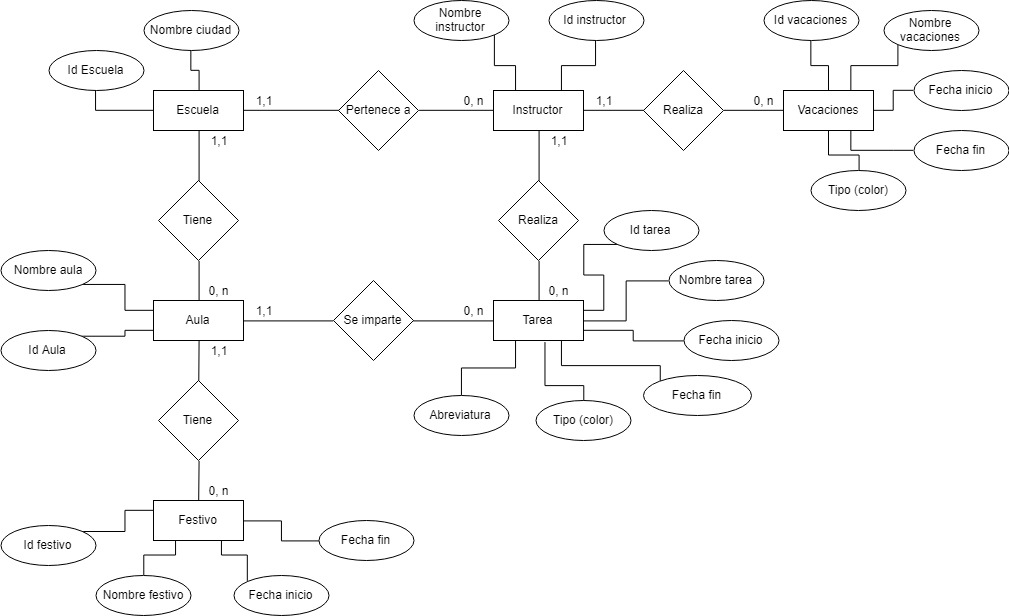 Nombre
instructor
Id instructor
Id vacaciones
Nombre
vacaciones
Nombre ciudad
Id Escuela
Fecha inicio
Escuela
1,1
Pertenece a
0, n
Instructor
1,1
Realiza
0, n
Vacaciones
1,1
1,1
Fecha fin
Tipo (color)
Tiene
Realiza
Id tarea
Nombre aula
Nombre tarea
0, n
0, n
Aula
1,1
Se imparte
0, n
Tarea
Fecha inicio
Id Aula
1,1
Fecha fin
Abreviatura
Tipo (color)
Tiene
0, n
Festivo
Id festivo
Fecha fin
Nombre festivo
Fecha inicio